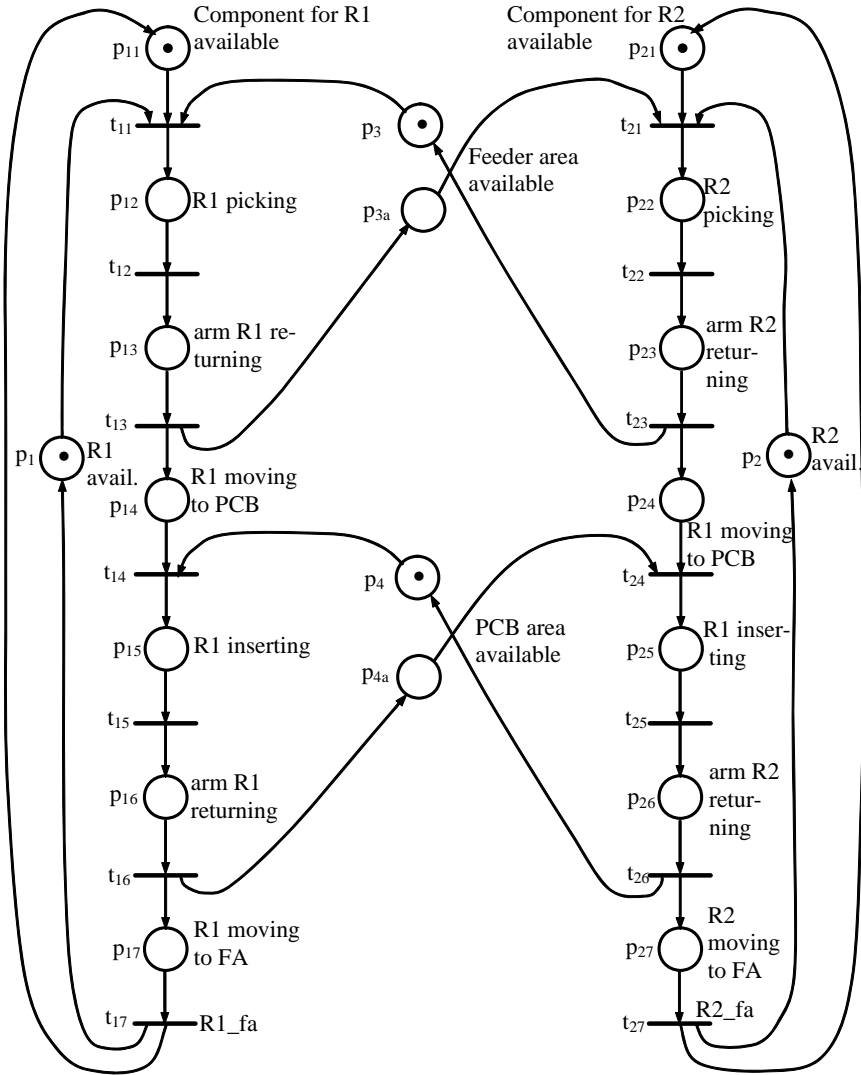 Component for R1
available
p11
t11
p12
R1 picking
t12
p13
arm R1 re-
turning
t13
p1
R1
avail.
R1 moving
to PCB
p14
t14
p15
R1 inserting
t15
p16
arm R1
returning
t16
p17
R1 moving
to FA
t17
R1_fa
p3
Feeder area
available
p3a
p4
PCB area
available
p4a
Component for R2
available
p21
t21
p22
R2
picking
t22
p23
arm R2
retur-
ning
t23
p2
R2
avail.
p24
R1 moving
to PCB
t24
p25
R1 inser-
ting
t25
p26
arm R2
retur-
ning
t26
p27
R2
moving
to FA
t27
R2_fa